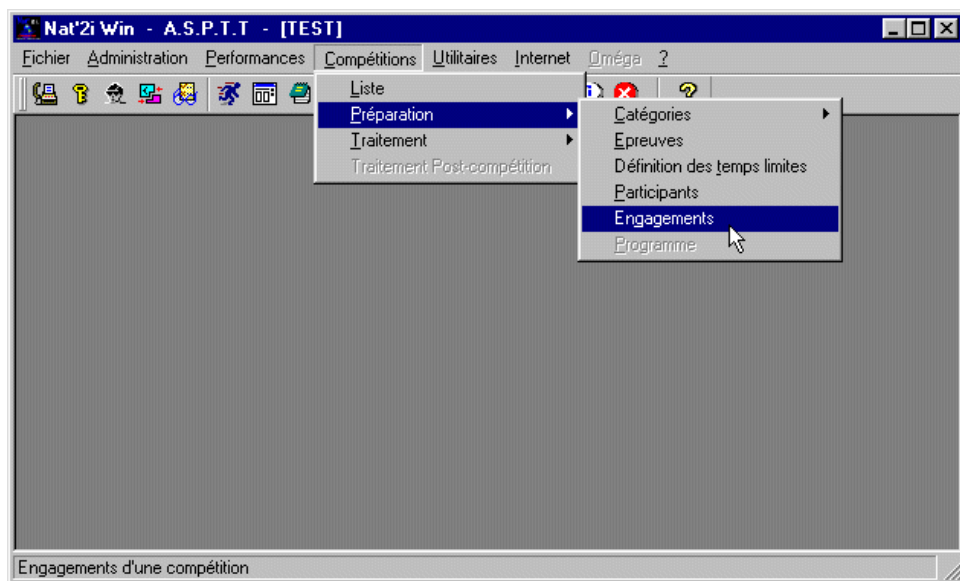 Nat'2i Win - A.S.P.T.T - [TEST]
Fichier Administration Performances Compétitions Utilitaires Internet Oméga ?
Liste
Préparation
Traitement
Traitement Post-compétition
Catégories
Epreuves
Définition des temps limites
Participants
Engagements
Programme
Engagements d'une compétition